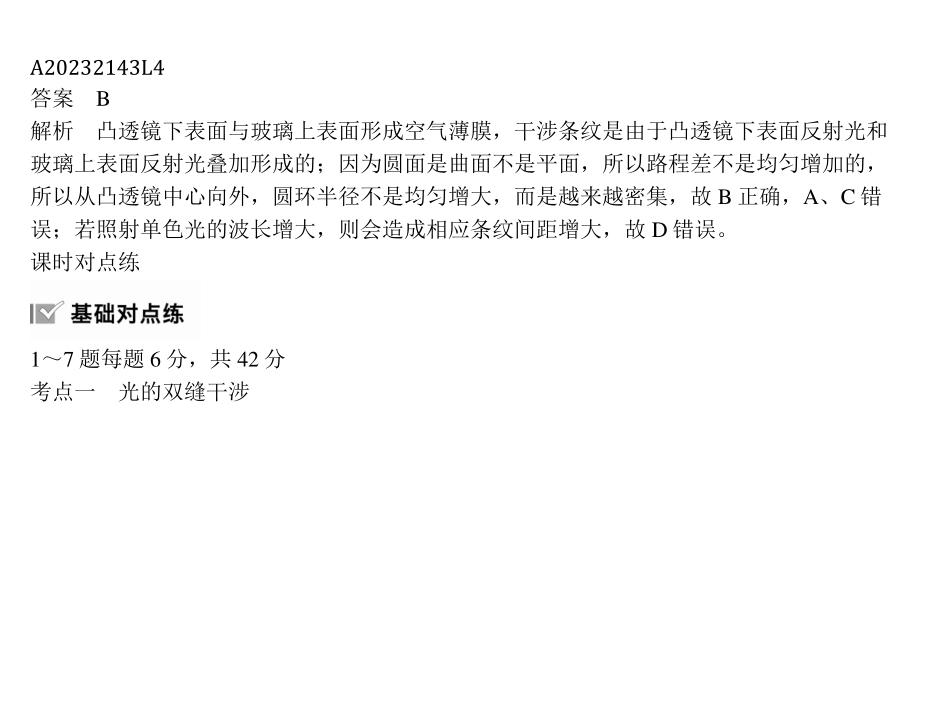 A20232143L4
答案　B
解析　凸透镜下表面与玻璃上表面形成空气薄膜，干涉条纹是由于凸透镜下表面反射光和
玻璃上表面反射光叠加形成的；因为圆面是曲面不是平面，所以路程差不是均匀增加的，
所以从凸透镜中心向外，圆环半径不是均匀增大，而是越来越密集，故 B 正确，A、C 错
误；若照射单色光的波长增大，则会造成相应条纹间距增大，故 D 错误。
课时对点练
基础对点练
1～7 题每题 6 分，共 42 分
考点一　光的双缝干涉